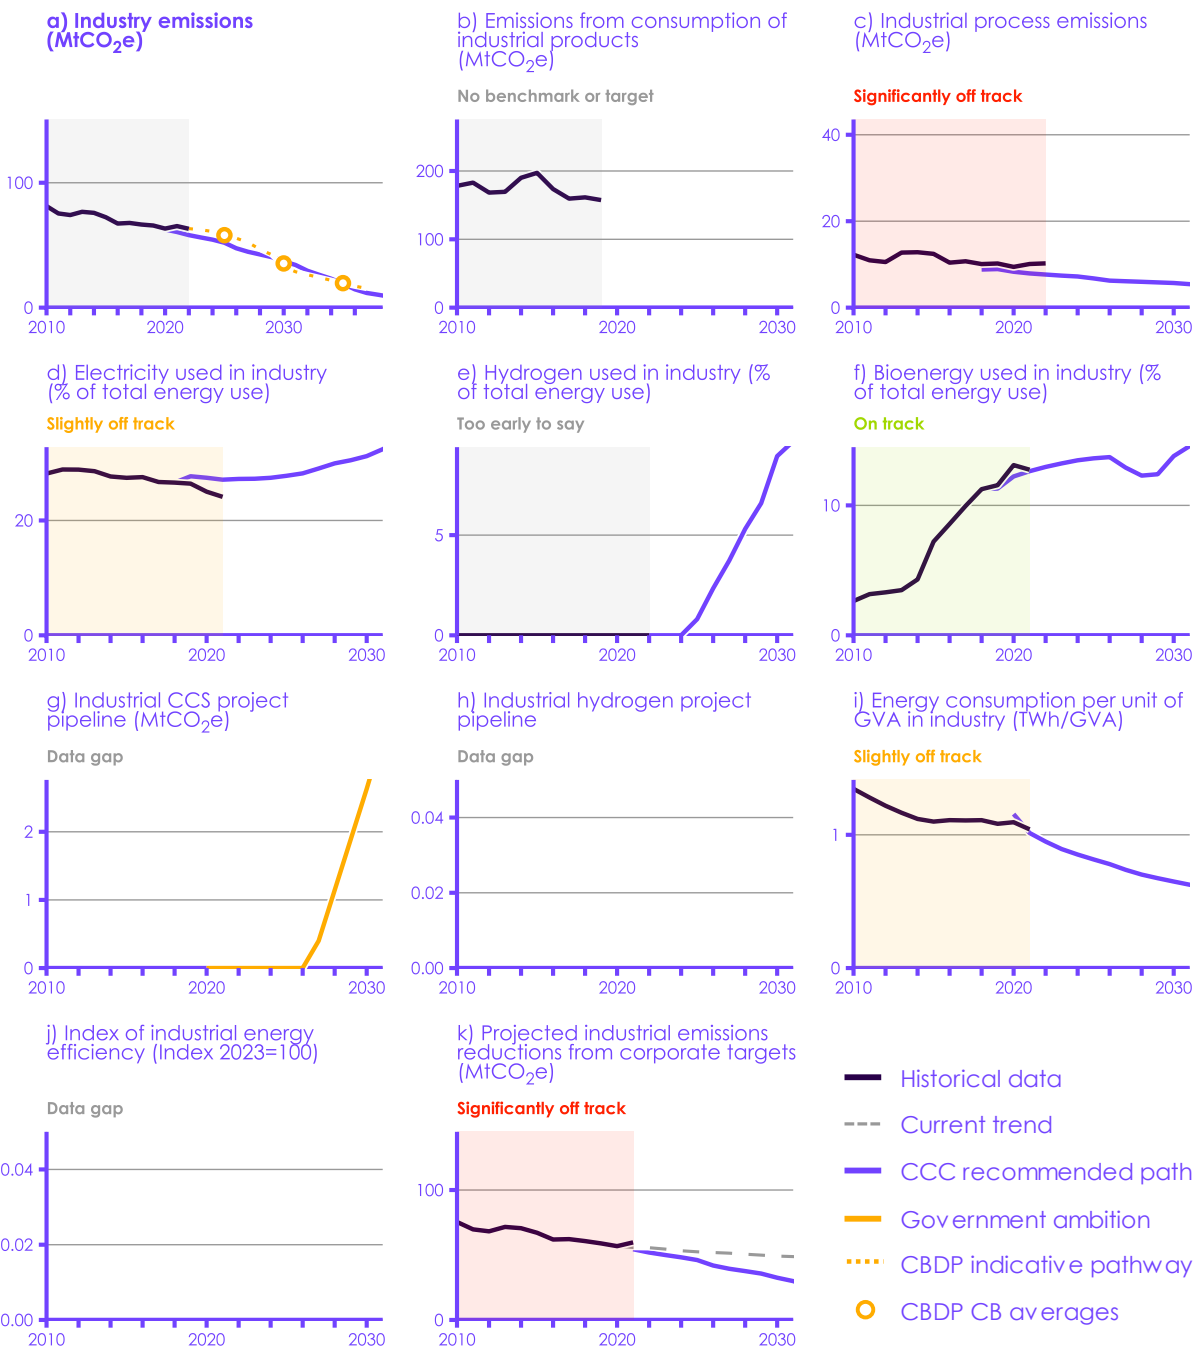 a) Industry emissions
(MtCO2e)
100
0
2010
2020
2030
b) Emissions from consumption of
industrial products
(MtCO2e)
No benchmark or target
200
100
0
2010
2020
2030
c) Industrial process emissions
(MtCO2e)
Significantly off track
40
20
0
2010
2020
2030
d) Electricity used in industry
(% of total energy use)
Slightly off track
20
0
2010
2020
2030
e) Hydrogen used in industry (%
of total energy use)
Too early to say
5
0
2010
2020
2030
f) Bioenergy used in industry (%
of total energy use)
On track
10
0
2010
2020
2030
g) Industrial CCS project
pipeline (MtCO2e)
Data gap
2
1
0
2010
2020
2030
h) Industrial hydrogen project
pipeline
Data gap
0.04
0.02
0.00
2010
2020
2030
i) Energy consumption per unit of
GVA in industry (TWh/GVA)
Slightly off track
1
0
2010
2020
2030
j) Index of industrial energy
efficiency (Index 2023=100)
Data gap
0.04
0.02
0.00
2010
2020
2030
k) Projected industrial emissions
reductions from corporate targets
(MtCO2e)
Significantly off track
100
0
2010
2020
2030
Historical data
Current trend
CCC recommended path
Government ambition
CBDP indicative pathway
CBDP CB averages